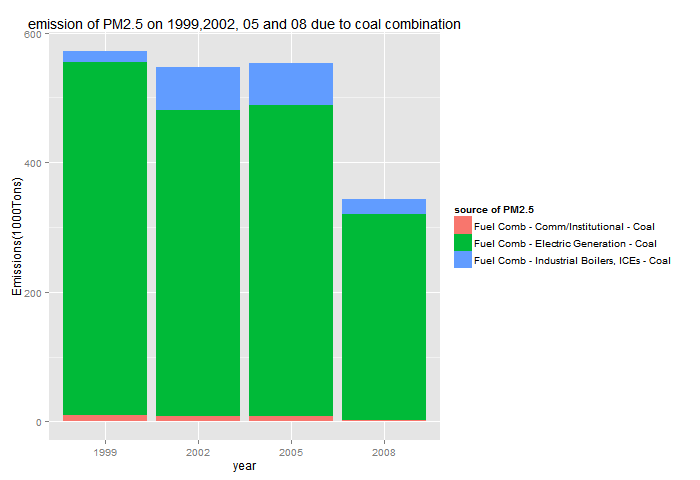 emission of PM2.5 on 1999,2002, 05 and 08 due to coal combination
600
400
200
0
Emissions(1000Tons)
1999 2002 2005 2008
year
source of PM2.5
Fuel Comb - Comm/Institutional - Coal
Fuel Comb - Electric Generation - Coal
Fuel Comb - Industrial Boilers, ICEs - Coal